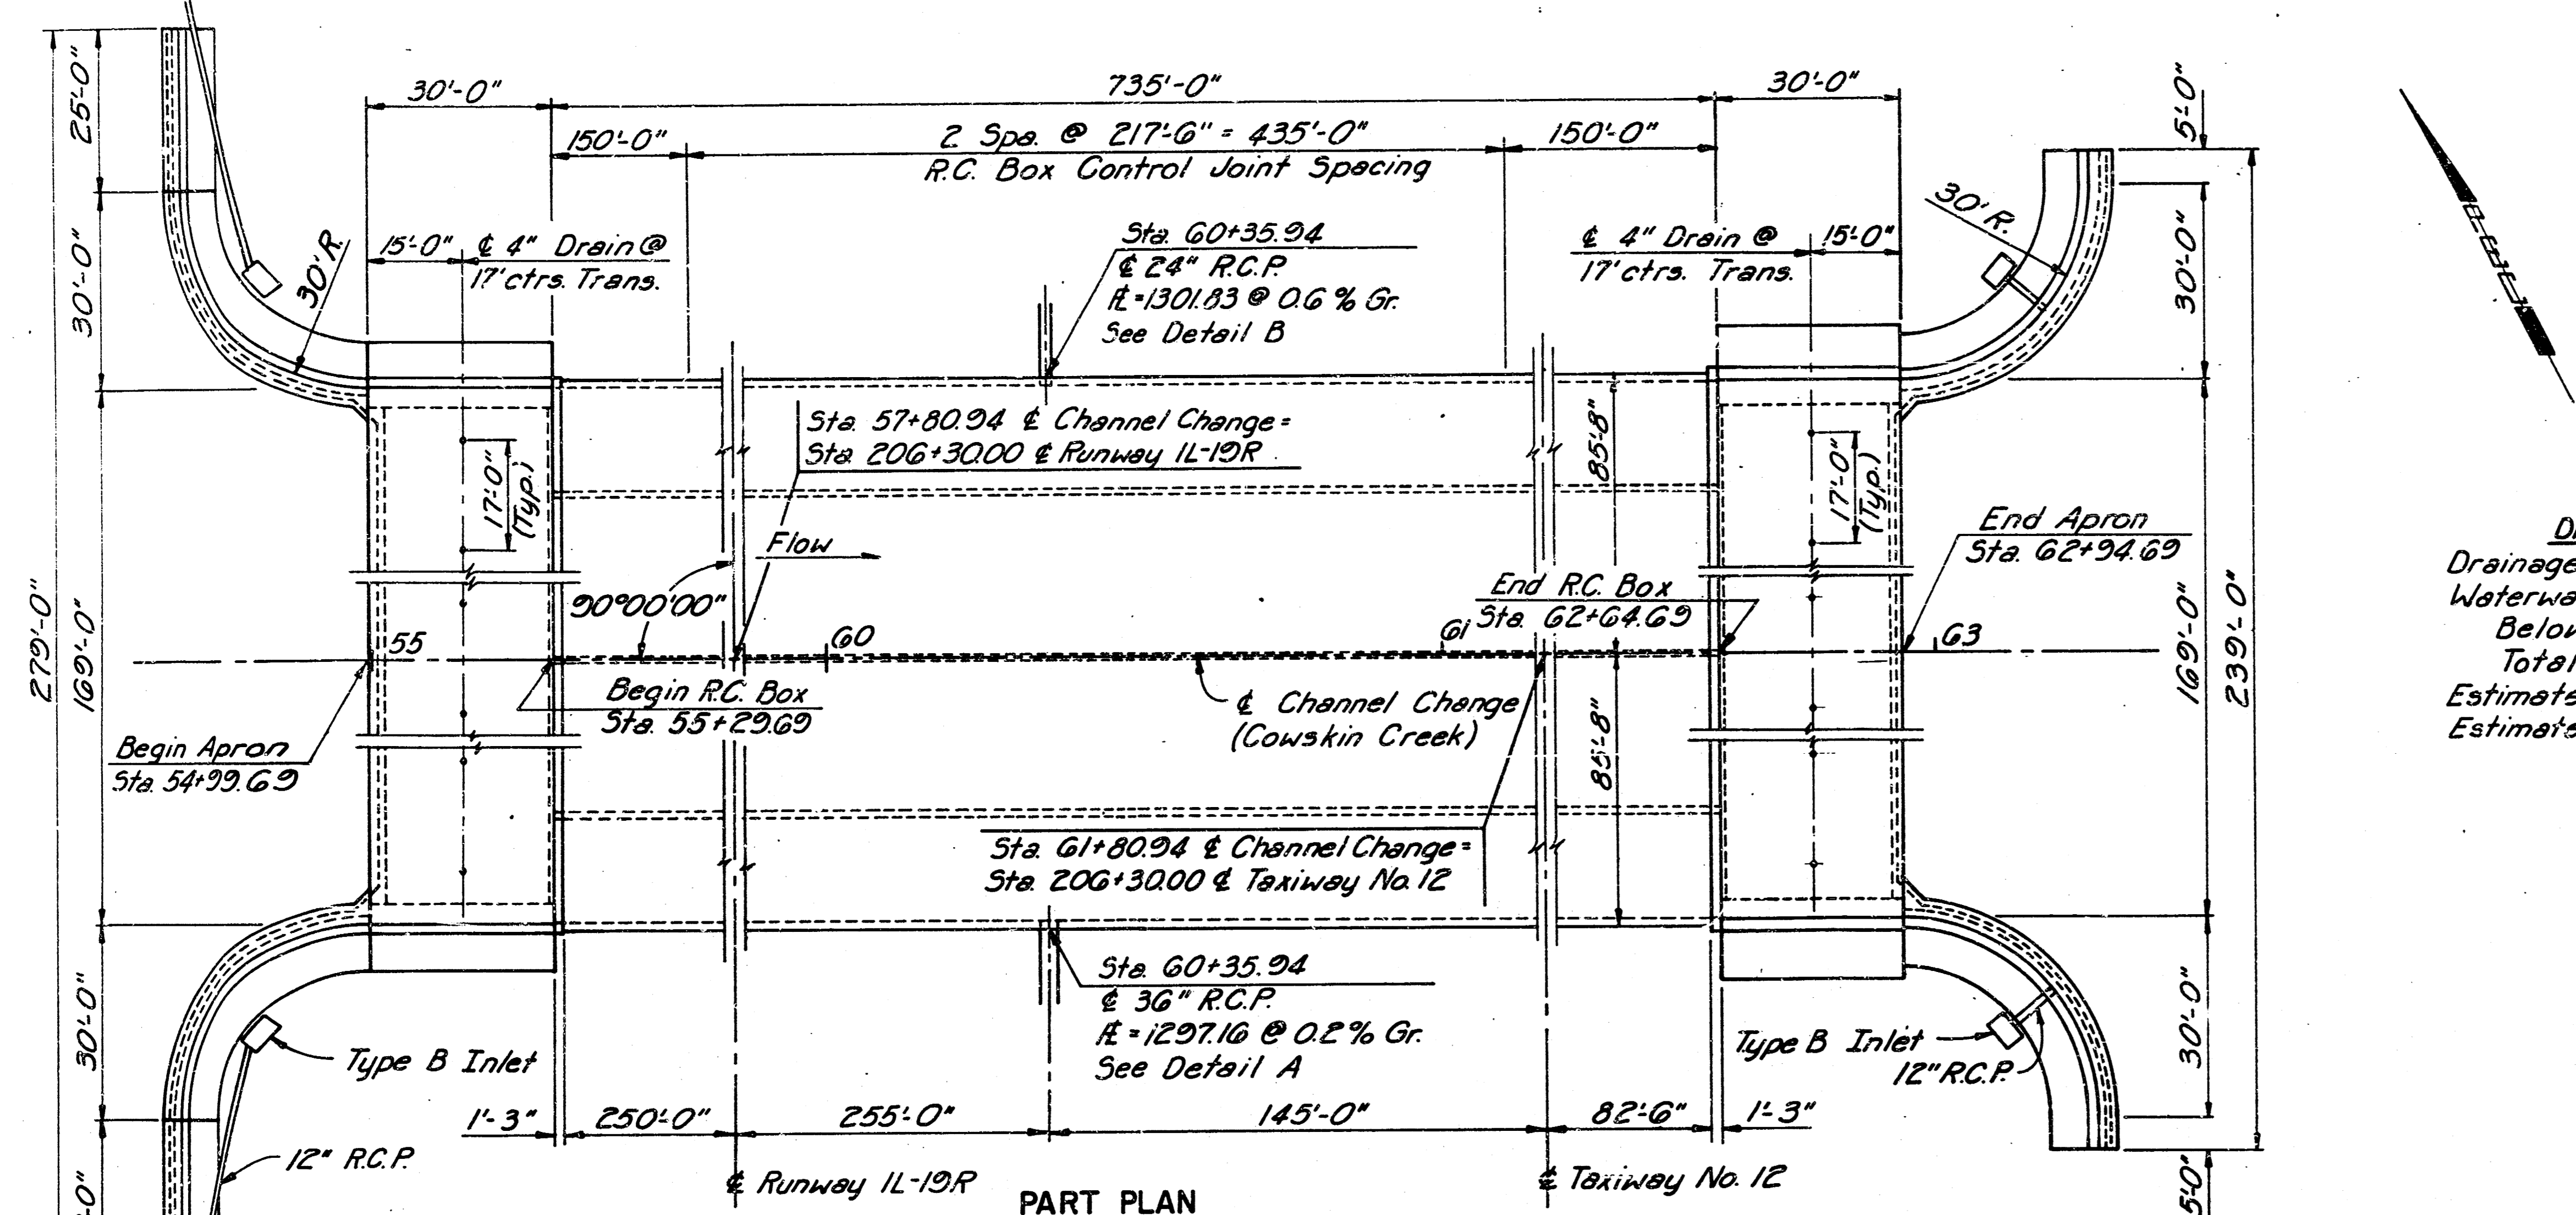 30'-0"
735'-0"
30'-0"
150'-0"
2 Spa. @ 217'-6" = 435'-0"
150'-0"
R.C. Box Control Joint Spacing
25'-0"
30'-0"
279'-0"
169'-0"
30'-0"
30' R.
15'-0"
℄ 4" Drain @
17' ctrs. Trans.
Sta. 60+35.94
℄ 24" R.C.P.
℄=1301.83 @ 0.6 % Gr.
See Detail B
℄ 4" Drain @
15'-0"
17' ctrs. Trans.
30' R.
5'-0"
30'-0"
169'-0"
239'-0"
30'-0"
5'-0"
Sta. 57+80.94 ℄ Channel Change =
Sta. 206+30.00 ℄ Runway 1L-19R
85'-8"
17'-0"
(Typ.)
17'-0"
(Typ.)
Flow
90°00'00"
End Apron
Sta. 62+94.69
End R.C. Box
Sta. 62+64.69
55
60
61
63
Begin R.C. Box
Sta. 55+29.69
℄ Channel Change
(Cowskin Creek)
85'-8"
Begin Apron
Sta. 54+99.69
Sta. 61+80.94 ℄ Channel Change =
Sta. 206+30.00 ℄ Taxiway No. 12
Sta. 60+35.94
℄ 36" R.C.P.
℄ = 1297.16 @ 0.2 % Gr.
See Detail A
Type B Inlet
12" R.C.P.
Type B Inlet
12" R.C.P.
1'-3"
250'-0"
255'-0"
145'-0"
82'-6"
1'-3"
℄ Runway 1L-19R
℄ Taxiway No. 12
PART PLAN
Drainage
Below
Total